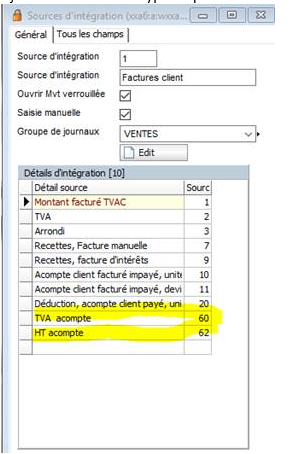 Sources d'intégration (xxa6:a:wxxa...
Général Tous les champs
Source d'intégration 1
Source d'intégration Factures client
Ouvrir Mvt verrouillée
Saisie manuelle
Groupe de journaux VENTES
Edit
Détails d'intégration [10]
Détail source Sourc
Montant facturé TVAC 1
TVA 2
Arrondi 3
Recettes, Facture manuelle 7
Recettes, facture d'intérêts 9
Acompte client facturé impayé, unité 10
Acompte client facturé impayé, devi 11
Déduction, acompte client payé, uni 20
TVA acompte 60
HT acompte 62